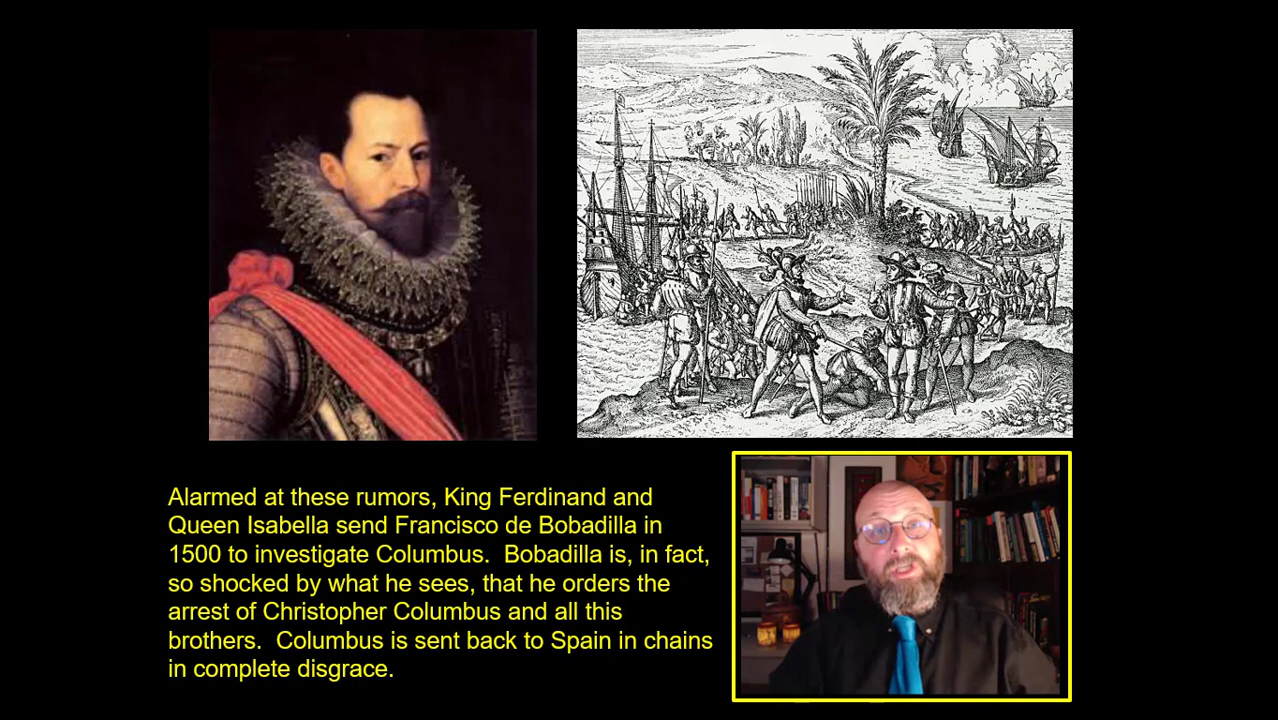 Alarmed at these rumors, King Ferdinand and
Queen Isabella send Francisco de Bobadilla in
1500 to investigate Columbus.  Bobadilla is, in fact,
so shocked by what he sees, that he orders the
arrest of Christopher Columbus and all this
brothers.  Columbus is sent back to Spain in chains
in complete disgrace.